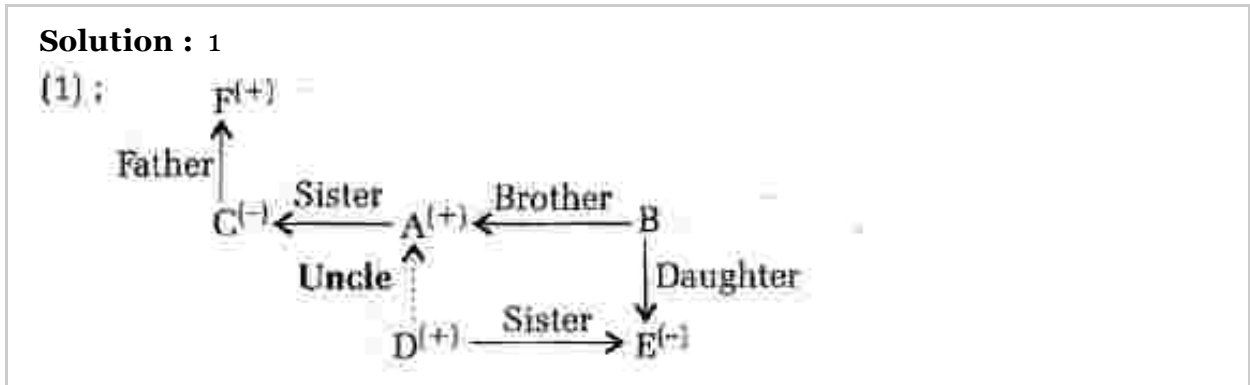 Solution : 1
(1) ;
F(+)
Father
C(−) Sister A(+) Brother B
Uncle Daughter
D(+) Sister E(−)